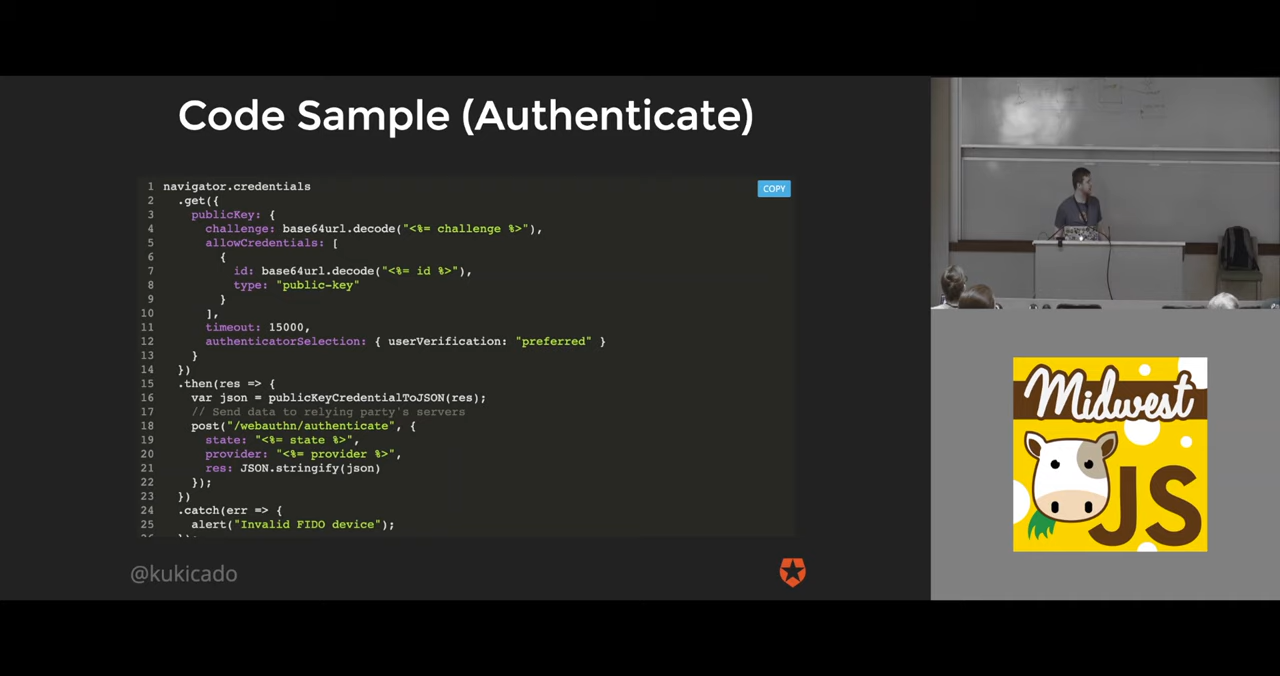 Code Sample (Authenticate)
COPY
1 navigator.credentials
2 .get({
3 publicKey: {
4 challenge: base64url.decode("<%= challenge %>"),
5 allowCredentials: [
6 {
7 id: base64url.decode("<%= id %>"),
8 type: "public-key"
9 }
10 ],
11 timeout: 15000,
12 authenticatorSelection: { userVerification: "preferred" }
13 }
14 })
15 .then(res => {
16 var json = publicKeyCredentialToJSON(res);
17 // Send data to relying party's servers
18 post("/webauthn/authenticate", {
19 state: "<%= state %>",
20 provider: "<%= provider %>",
21 res: JSON.stringify(json)
22 });
23 })
24 .catch(err => {
25 alert("Invalid FIDO device");
@kukicado
Midwest
JS